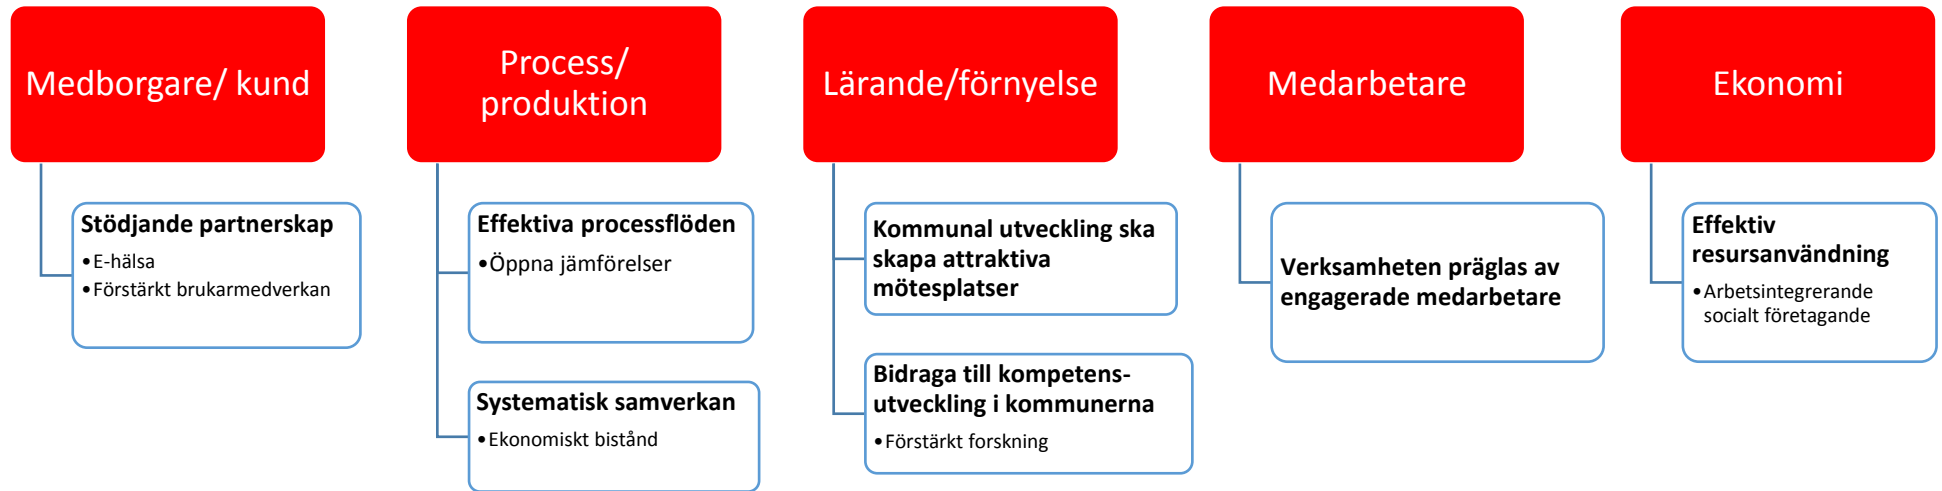 Medborgare/ kund
Stödjande partnerskap
•E-hälsa
•Förstärkt brukarmedverkan
Process/
produktion
Effektiva processflöden
•Öppna jämförelser
Systematisk samverkan
•Ekonomiskt bistånd
Lärande/förnyelse
Kommunal utveckling ska
skapa attraktiva
mötesplatser
Bidraga till kompetens-
utveckling i kommunerna
•Förstärkt forskning
Medarbetare
Verksamheten präglas av
engagerade medarbetare
Ekonomi
Effektiv
resursanvändning
•Arbetsintegrerande
socialt företagande